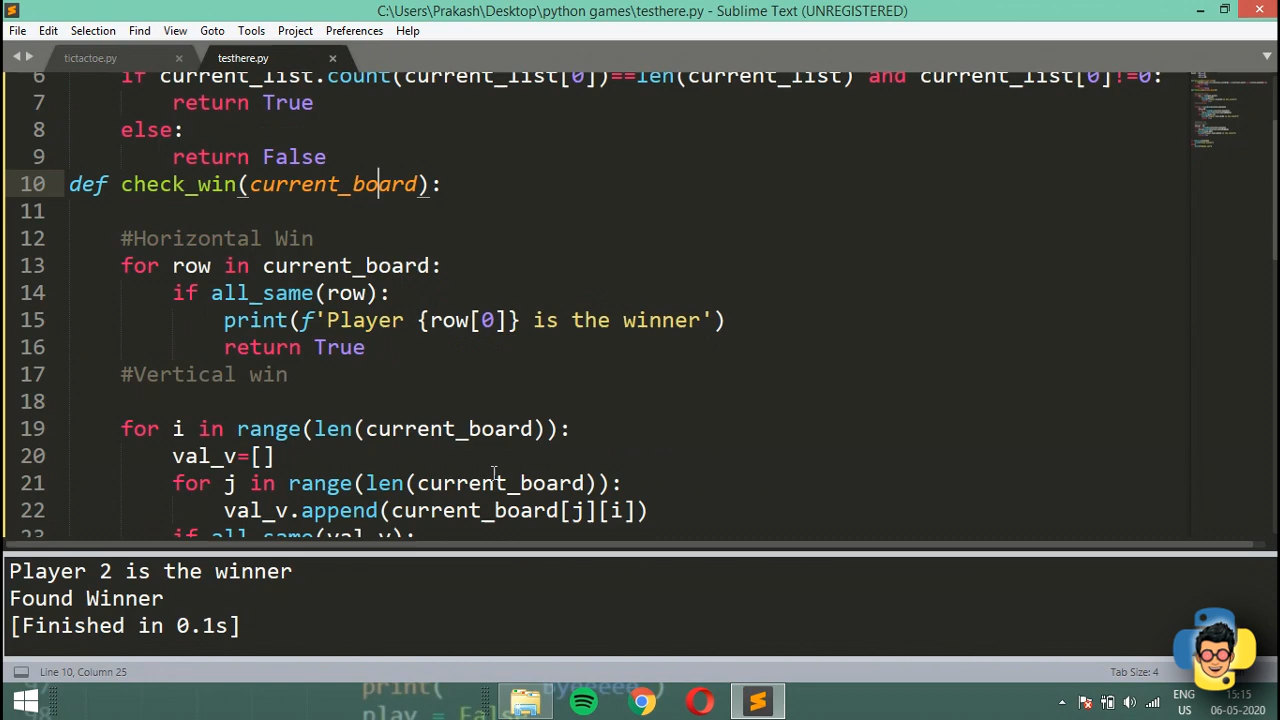 C:\Users\Prakash\Desktop\python games\testhere.py - Sublime Text (UNREGISTERED)
File Edit Selection Find View Goto Tools Project Preferences Help
tictactoe.py testhere.py
6 if current_list.count(current_list[0])==len(current_list) and current_list[0]!=0:
7 return True
8 else:
9 return False
10 def check_win(current_board):
11
12 #Horizontal Win
13 for row in current_board:
14 if all_same(row):
15 print(f'Player {row[0]} is the winner')
16 return True
17 #Vertical win
18
19 for i in range(len(current_board)):
20 val_v=[]
21 for j in range(len(current_board)):
22 val_v.append(current_board[j][i])
23 if all_same(val_v):
Player 2 is the winner
Found Winner
[Finished in 0.1s]
Line 10, Column 25 Tab Size: 4
97 print( byeeeee )
98 play = False
ENG 15:15
US 06-05-2020